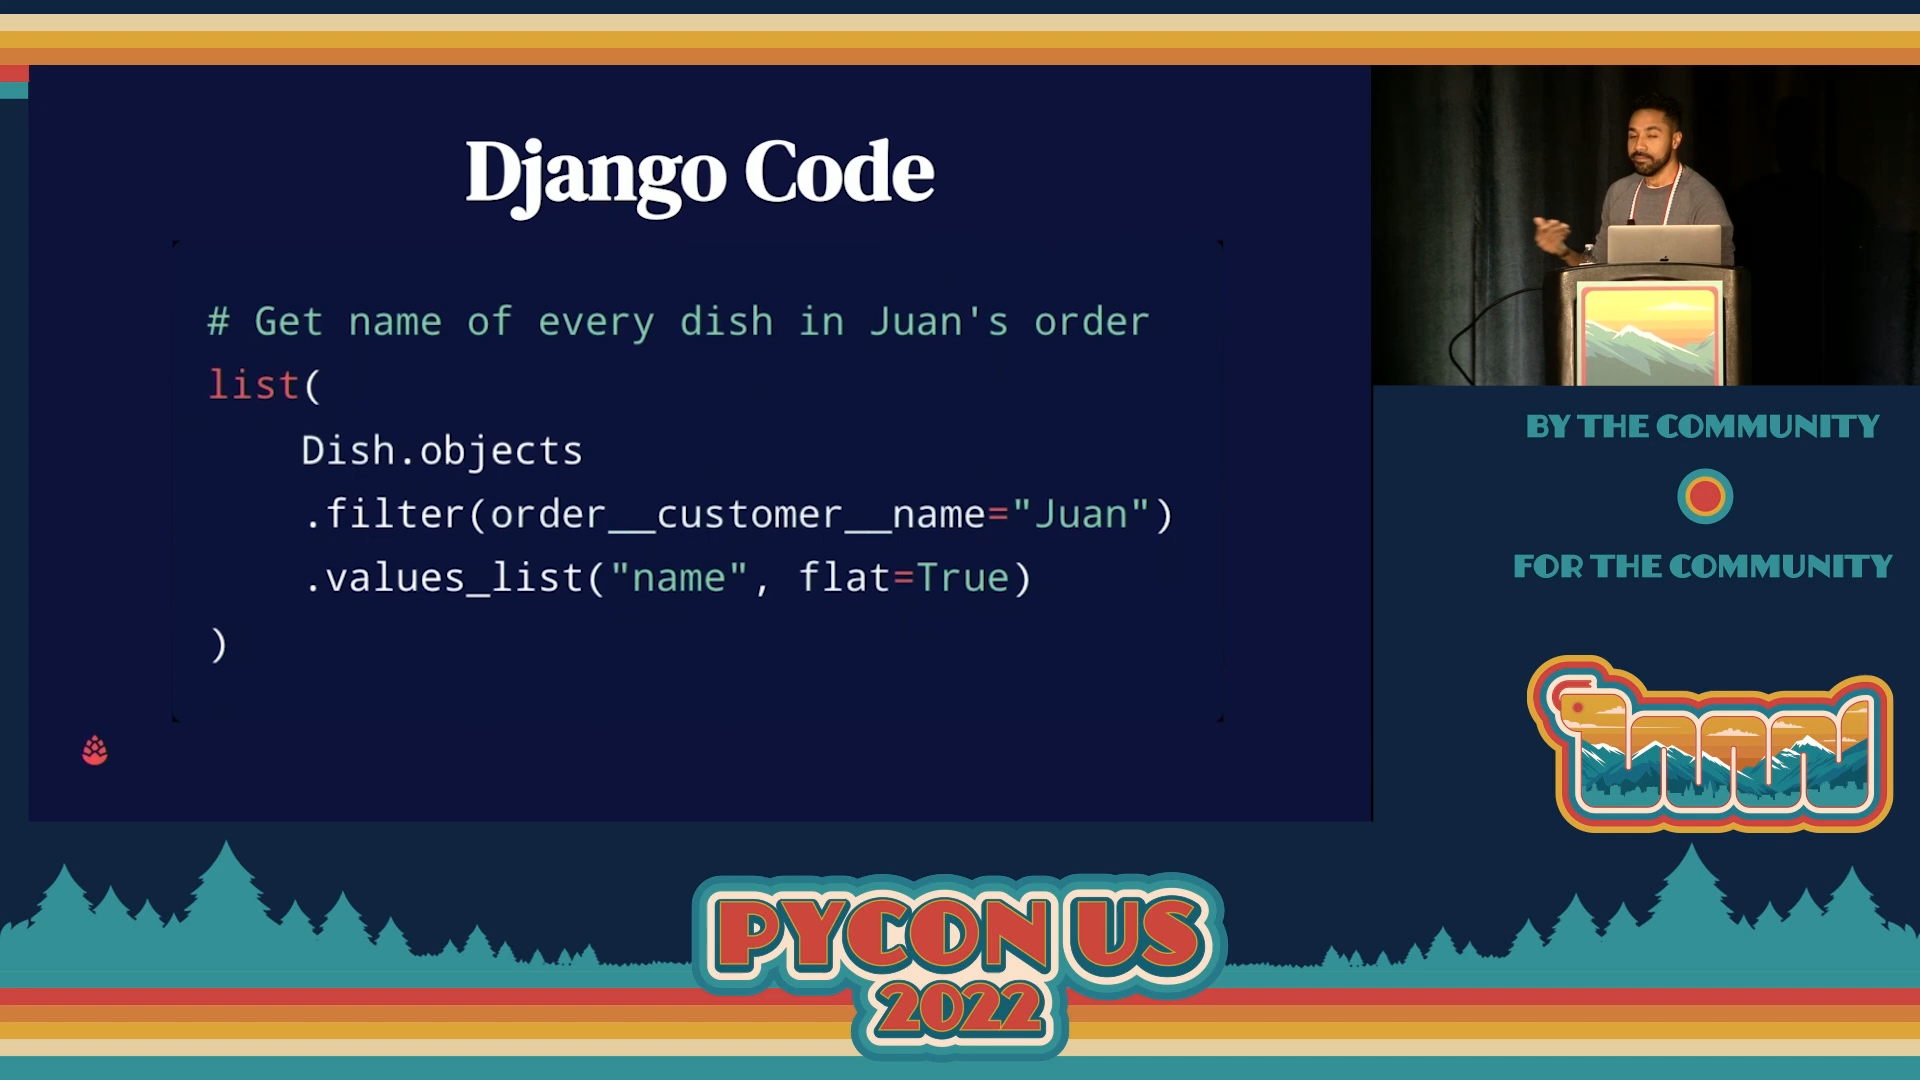 Django Code
# Get name of every dish in Juan's order
list(
    Dish.objects
    .filter(order__customer__name="Juan")
    .values_list("name", flat=True)
)
BY THE COMMUNITY
FOR THE COMMUNITY
PYCON US
2022